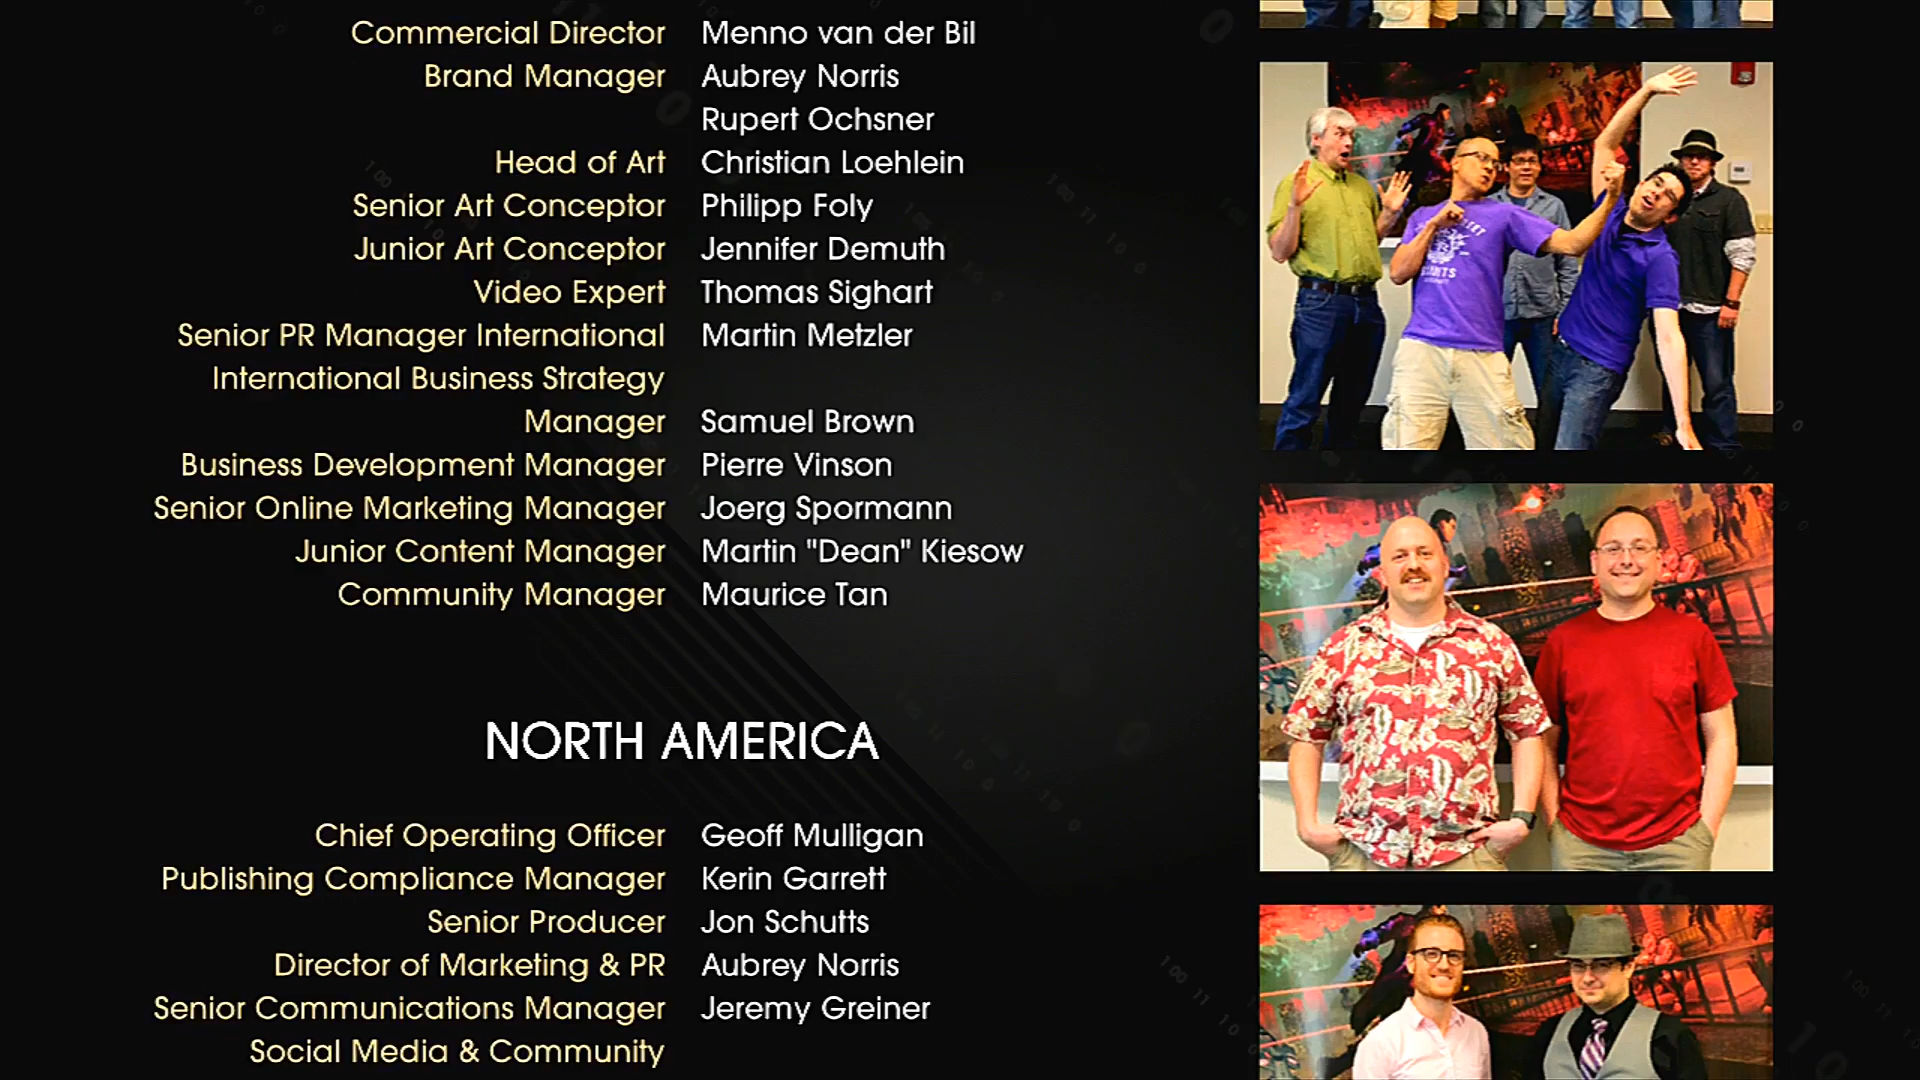 Commercial Director Menno van der Bil
Brand Manager Aubrey Norris
Rupert Ochsner
Head of Art Christian Loehlein
Senior Art Conceptor Philipp Foly
Junior Art Conceptor Jennifer Demuth
Video Expert Thomas Sighart
Senior PR Manager International Martin Metzler
International Business Strategy
Manager Samuel Brown
Business Development Manager Pierre Vinson
Senior Online Marketing Manager Joerg Spormann
Junior Content Manager Martin "Dean" Kiesow
Community Manager Maurice Tan
NORTH AMERICA
Chief Operating Officer Geoff Mulligan
Publishing Compliance Manager Kerin Garrett
Senior Producer Jon Schutts
Director of Marketing & PR Aubrey Norris
Senior Communications Manager Jeremy Greiner
Social Media & Community